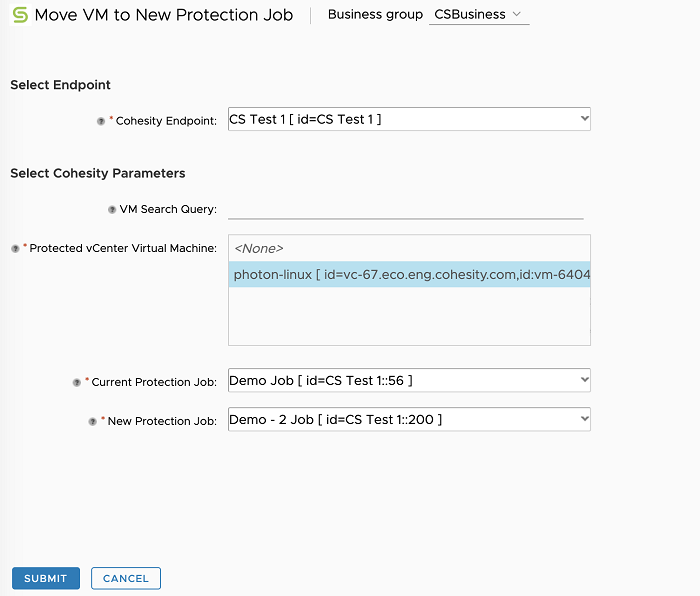 Move VM to New Protection Job Business group CSBusiness
Select Endpoint
* Cohesity Endpoint: CS Test 1 [ id=CS Test 1 ]
Select Cohesity Parameters
VM Search Query:
* Protected vCenter Virtual Machine: <None>
photon-linux [ id=vc-67.eco.eng.cohesity.com,id:vm-6404
* Current Protection Job: Demo Job [ id=CS Test 1::56 ]
* New Protection Job: Demo - 2 Job [ id=CS Test 1::200 ]
SUBMIT CANCEL